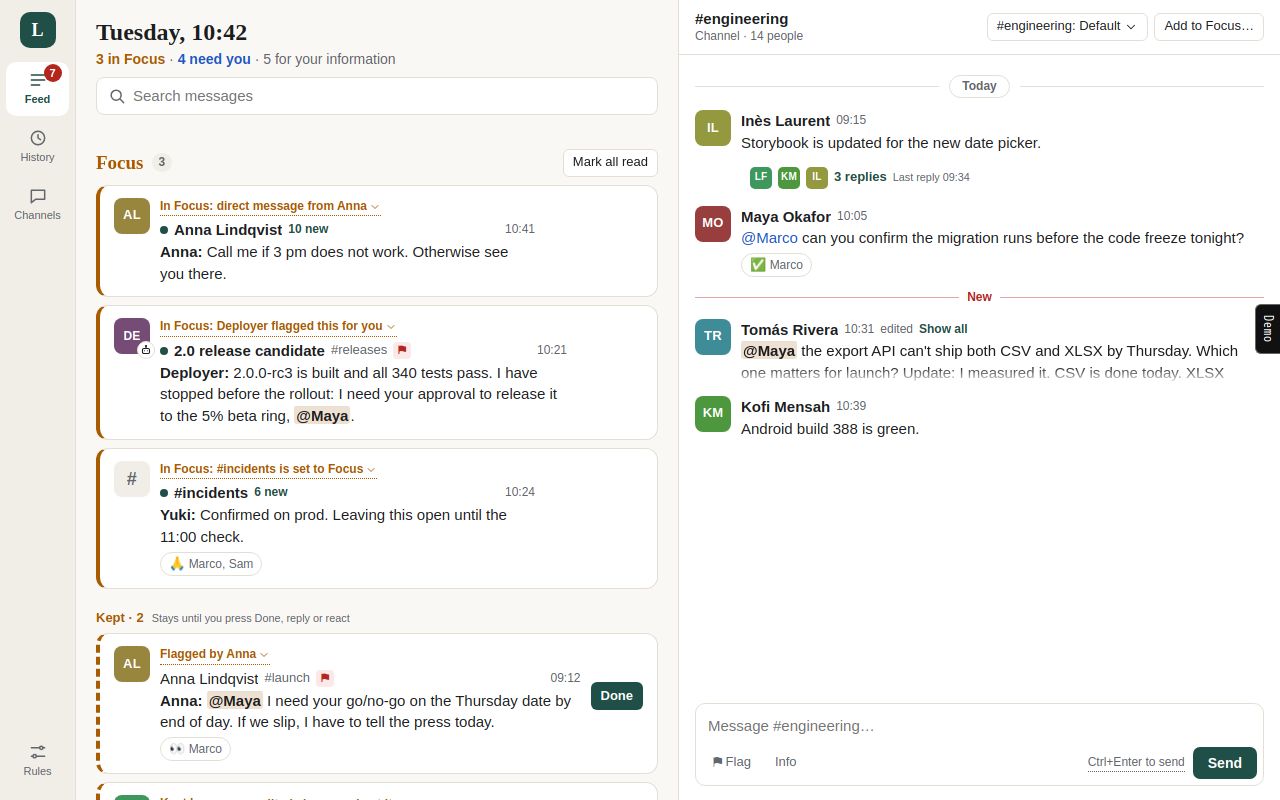 L
7
Feed
History
Channels
Rules
Tuesday, 10:42
3 in Focus · 4 need you · 5 for your information
Search messages
Focus 3
Mark all read
AL
In Focus: direct message from Anna
Anna Lindqvist 10 new 10:41
Anna: Call me if 3 pm does not work. Otherwise see
you there.
DE
In Focus: Deployer flagged this for you
2.0 release candidate #releases 10:21
Deployer: 2.0.0-rc3 is built and all 340 tests pass. I have
stopped before the rollout: I need your approval to release it
to the 5% beta ring, @Maya.
#
In Focus: #incidents is set to Focus
#incidents 6 new 10:24
Yuki: Confirmed on prod. Leaving this open until the
11:00 check.
🙏 Marco, Sam
Kept · 2 Stays until you press Done, reply or react
AL
Flagged by Anna
Anna Lindqvist #launch 09:12
Anna: @Maya I need your go/no-go on the Thursday date by
end of day. If we slip, I have to tell the press today.
👀 Marco
Done
#engineering
Channel · 14 people
#engineering: Default
Add to Focus…
Today
IL
Inès Laurent 09:15
Storybook is updated for the new date picker.
LF KM IL 3 replies Last reply 09:34
MO
Maya Okafor 10:05
@Marco can you confirm the migration runs before the code freeze tonight?
✅ Marco
New
TR
Tomás Rivera 10:31 edited Show all
@Maya the export API can't ship both CSV and XLSX by Thursday. Which
one matters for launch? Update: I measured it. CSV is done today. XLSX
KM
Kofi Mensah 10:39
Android build 388 is green.
Demo
Message #engineering…
Flag
Info
Ctrl+Enter to send
Send